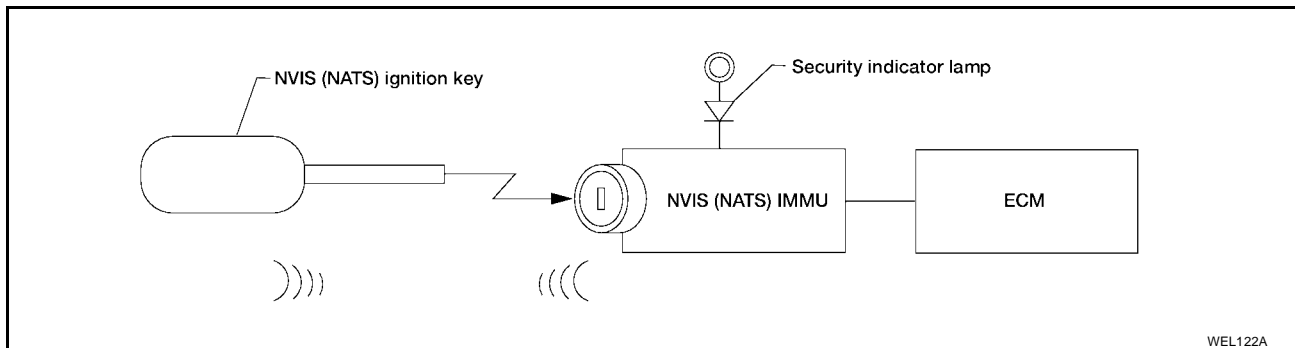 NVIS (NATS) ignition key
Security indicator lamp
NVIS (NATS) IMMU
ECM
WEL122A